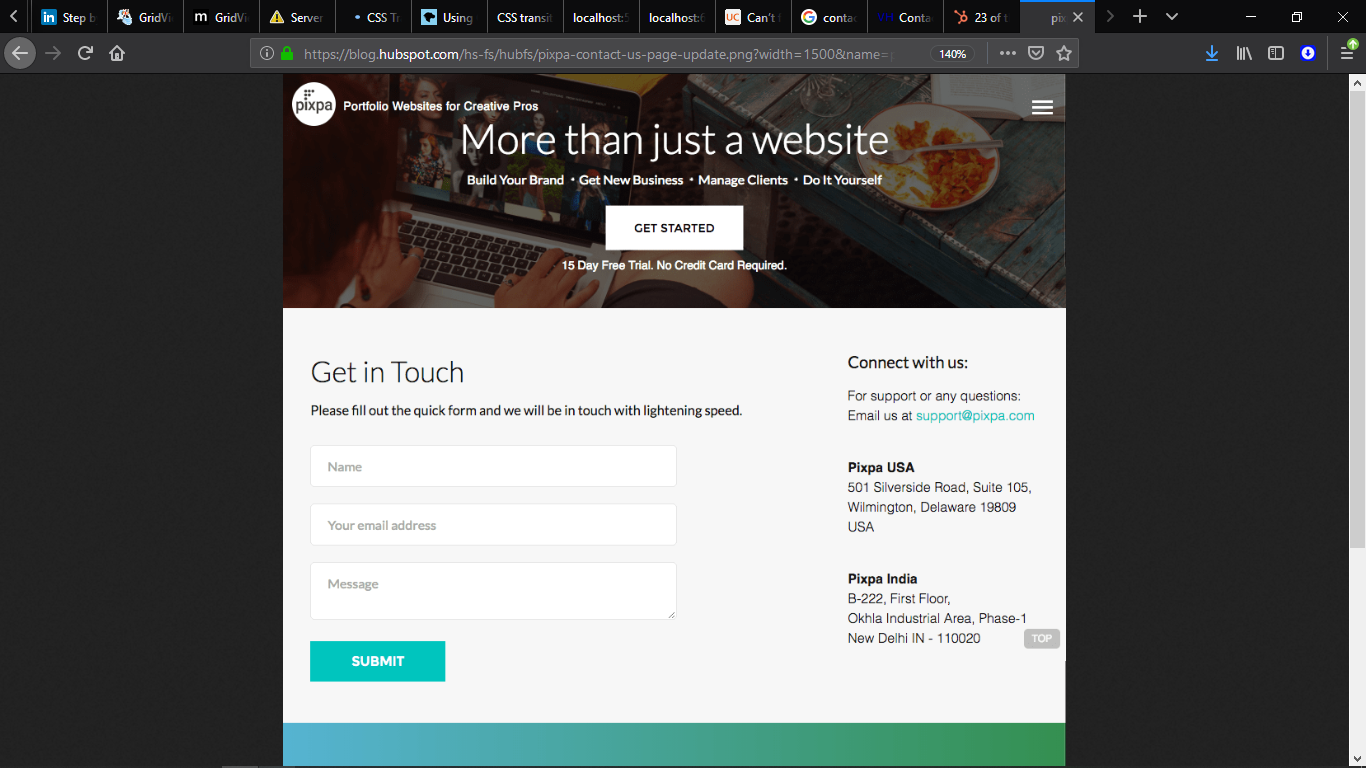 Step b
GridVi
m GridVi
Server
CSS Tr
Using
CSS transit
localhost:5
localhost:6
UC Can't f
G contac
VH Conta
23 of t
pix
https://blog.hubspot.com/hs-fs/hubfs/pixpa-contact-us-page-update.png?width=1500&name=p
140%
pixpa
Portfolio Websites for Creative Pros
More than just a website
Build Your Brand • Get New Business • Manage Clients • Do It Yourself
GET STARTED
15 Day Free Trial. No Credit Card Required.
Get in Touch
Please fill out the quick form and we will be in touch with lightening speed.
Name
Your email address
Message
SUBMIT
Connect with us:
For support or any questions:
Email us at support@pixpa.com
Pixpa USA
501 Silverside Road, Suite 105,
Wilmington, Delaware 19809
USA
Pixpa India
B-222, First Floor,
Okhla Industrial Area, Phase-1
New Delhi IN - 110020
TOP